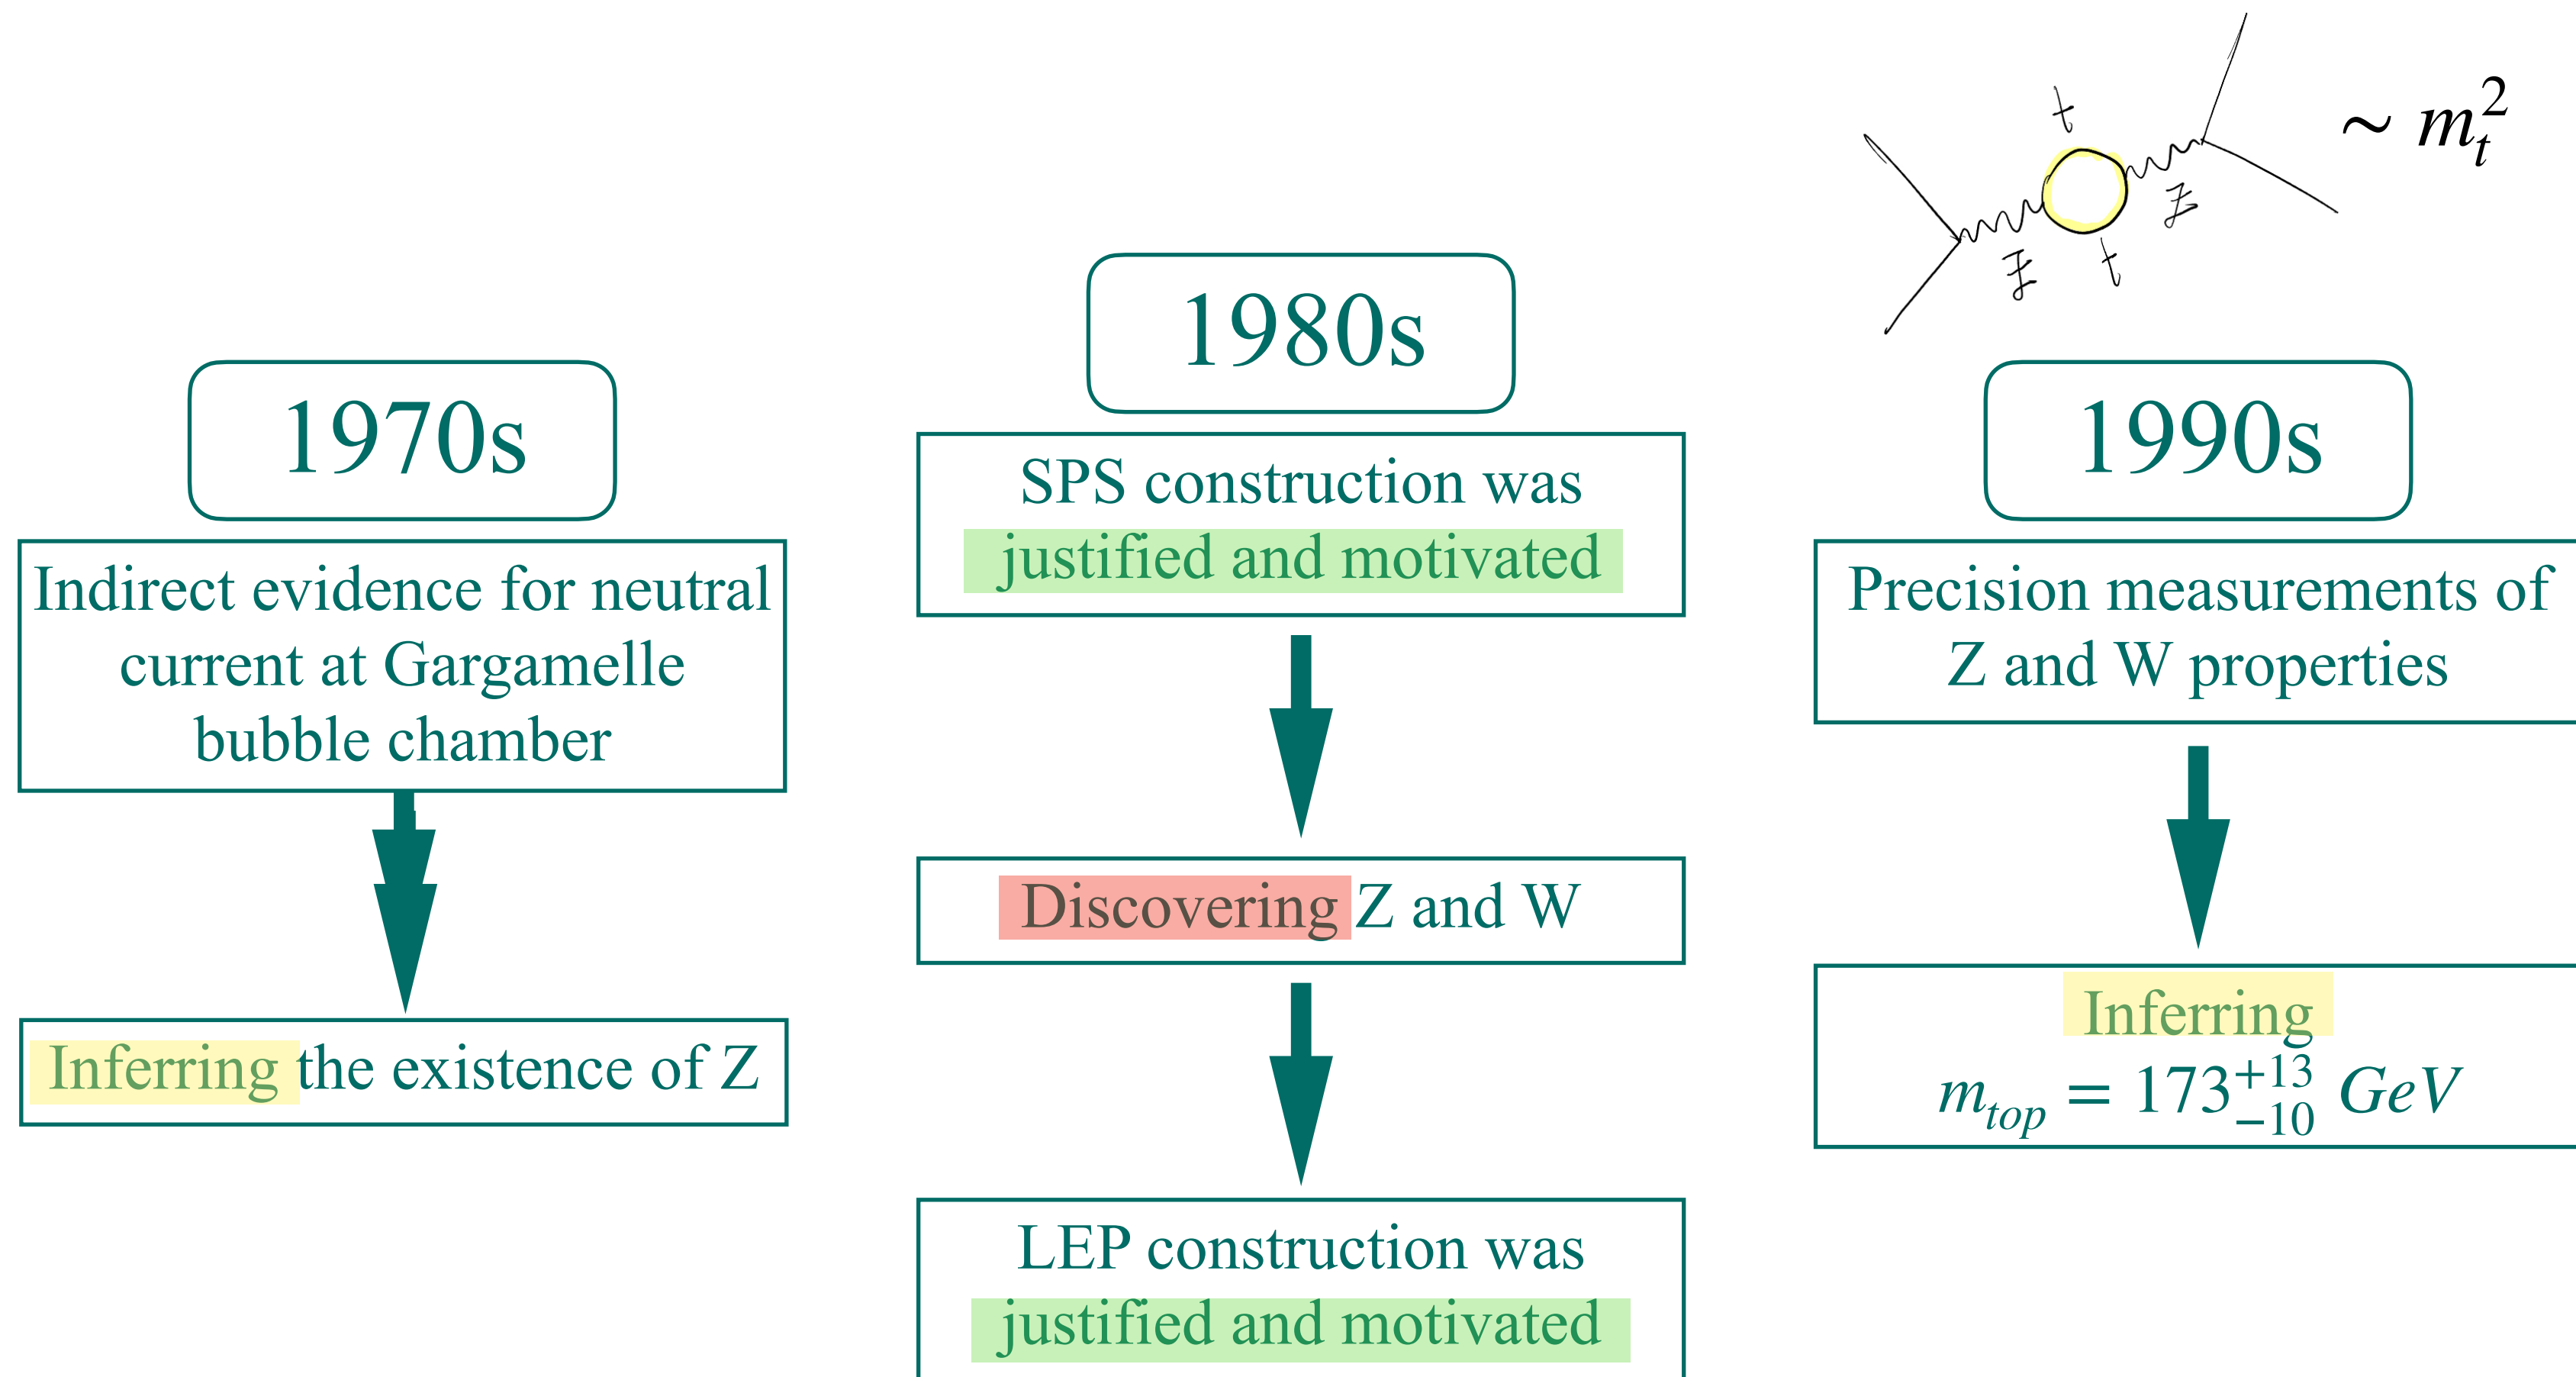 1970s
Indirect evidence for neutral
current at Gargamelle
bubble chamber
Inferring the existence of Z
1980s
SPS construction was
justified and motivated
Discovering Z and W
LEP construction was
justified and motivated
t
Z
Z
t
~ m_t^2
1990s
Precision measurements of
Z and W properties
Inferring
m_{top} = 173^{+13}_{-10} GeV